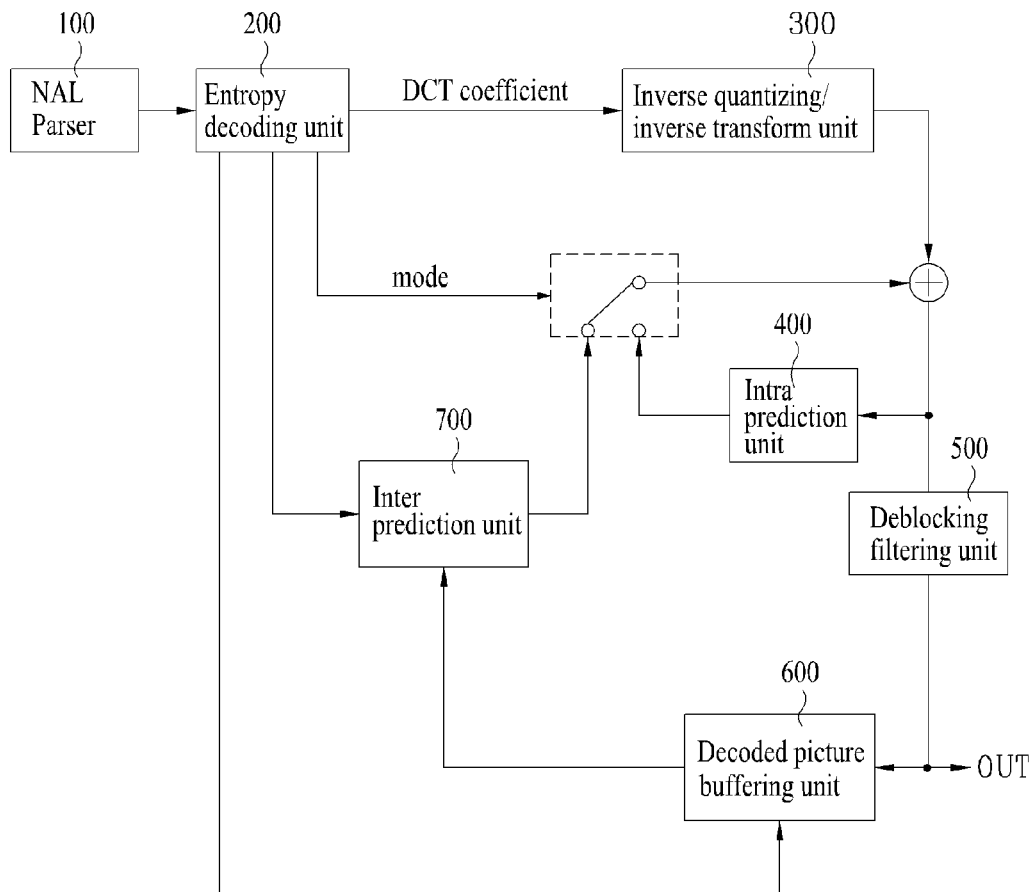 100
200
300
NAL
Parser
Entropy
decoding unit
DCT coefficient
Inverse quantizing/
inverse transform unit
mode
400
Intra
prediction
unit
700
Inter
prediction unit
500
Deblocking
filtering unit
600
Decoded picture
buffering unit
OUT